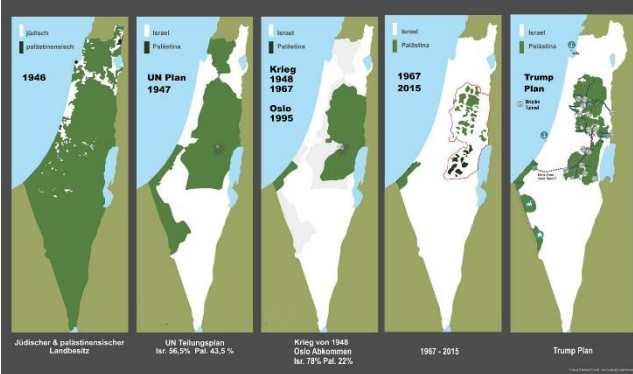 jüdisch
palästinensisch
1946
Jüdischer & palästinensischer
Landbesitz
Israel
Palästina
UN Plan
1947
UN Teilungsplan
Isr. 56,5% Pal. 43,5 %
Israel
Palästina
Krieg
1948
1967
Oslo
1995
Krieg von 1948
Oslo Abkommen
Isr. 78% Pal. 22%
Israel
Palästina
1967
2015
1967 - 2015
Israel
Palästina
Trump
Plan
Brücke
Tunnel
Trump Plan